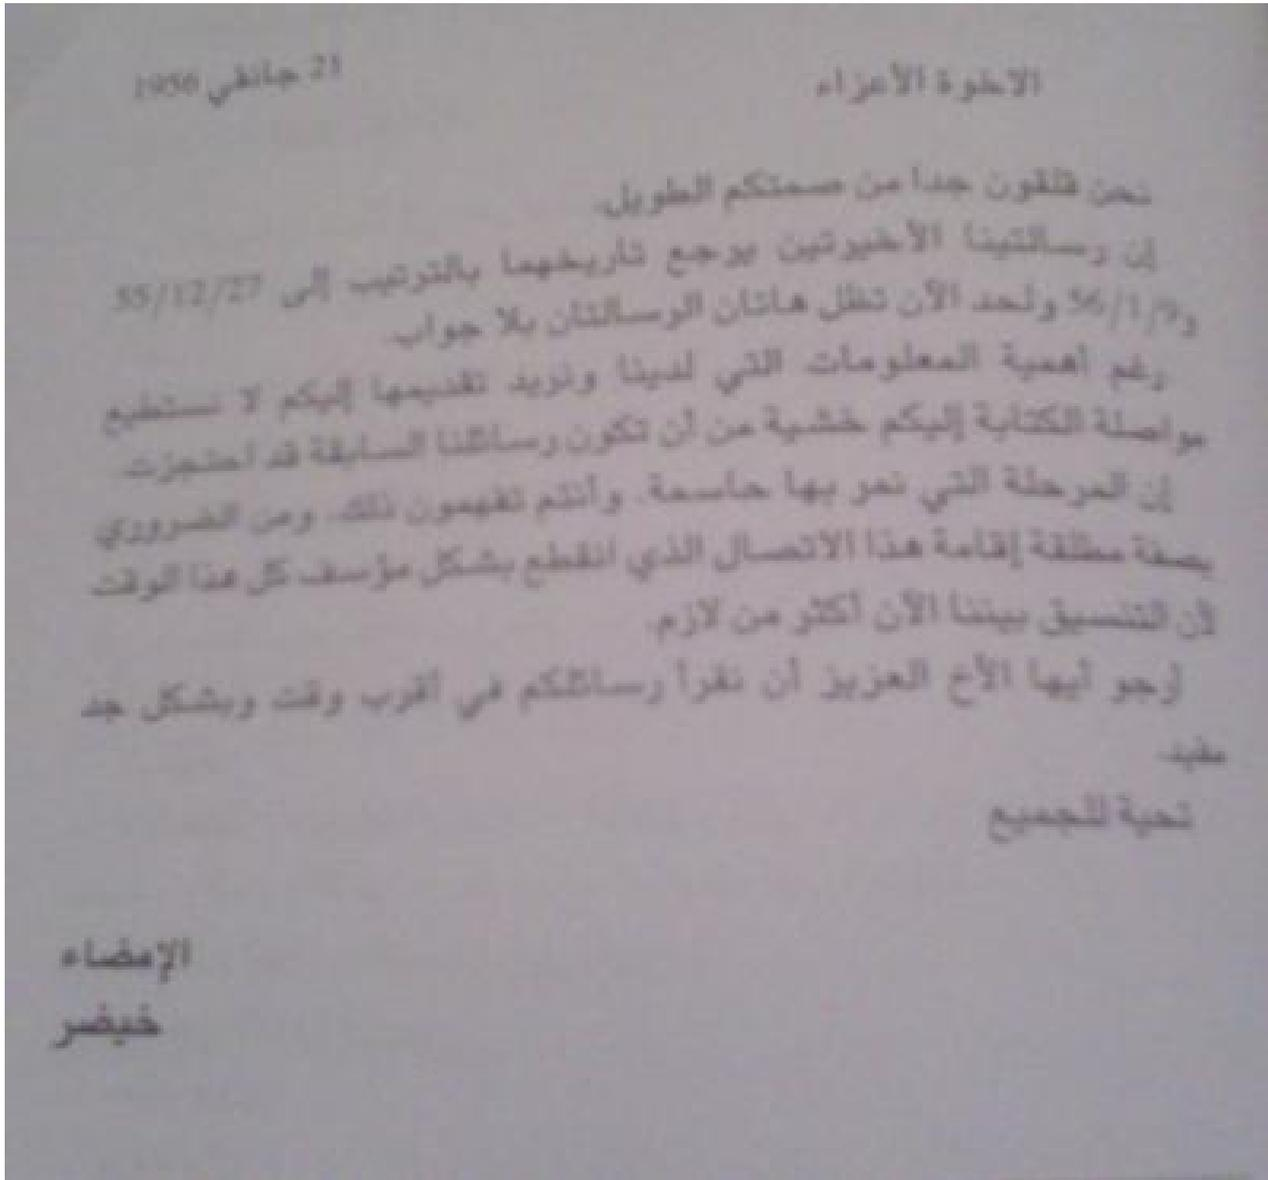 الاخوة الأعزاء 21 جانفي 1956
نحن قلقون جدا من صمتكم الطويل.
إن رسالتينا الأخيرتين يرجع تاريخهما بالترتيب إلى 55/12/27
و56/1/9 ولحد الآن تظل هاتان الرسالتان بلا جواب.
رغم أهمية المعلومات التي لدينا ونريد تقديمها إليكم لا نستطيع
مواصلة الكتابة إليكم خشية من أن تكون رسائلنا السابقة قد احتجزت.
إن المرحلة التي نمر بها حاسمة. وأنتم تفهمون ذلك. ومن الضروري
بصفة مطلقة إقامة هذا الاتصال الذي انقطع بشكل مؤسف كل هذا الوقت
لأن التنسيق بيننا الآن أكثر من لازم.
أرجو أيها الأخ العزيز أن نقرأ رسائلكم في أقرب وقت وبشكل جد
مفيد.
تحية للجميع
الإمضاء
خيضر